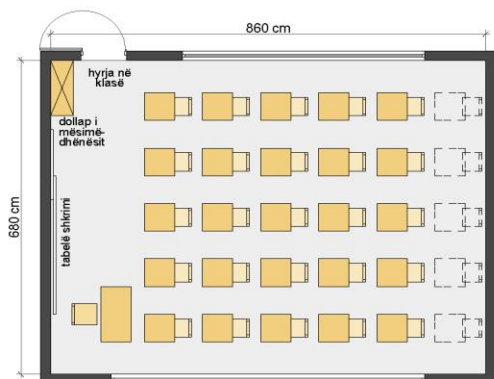 860 cm
hyrja në
klasë
dollap i
mësimë-
dhënësit
680 cm
tabelë shkrimi